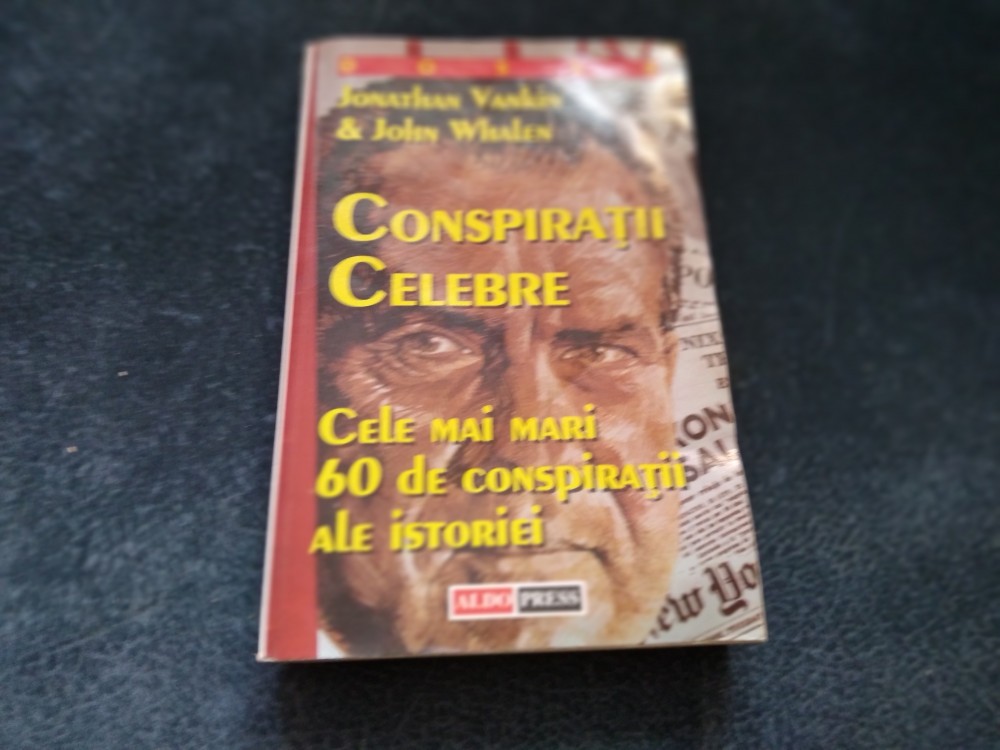 Jonathan Vankin
& John Whalen
Conspirații
Celebre
Cele mai mari
60 de conspirații
ale istoriei
ALDO PRESS